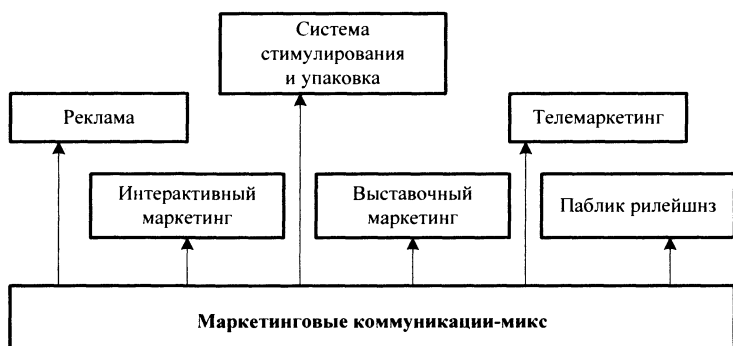 Система
стимулирования
и упаковка
Реклама
Телемаркетинг
Интерактивный
маркетинг
Выставочный
маркетинг
Паблик рилейшнз
Маркетинговые коммуникации-микс